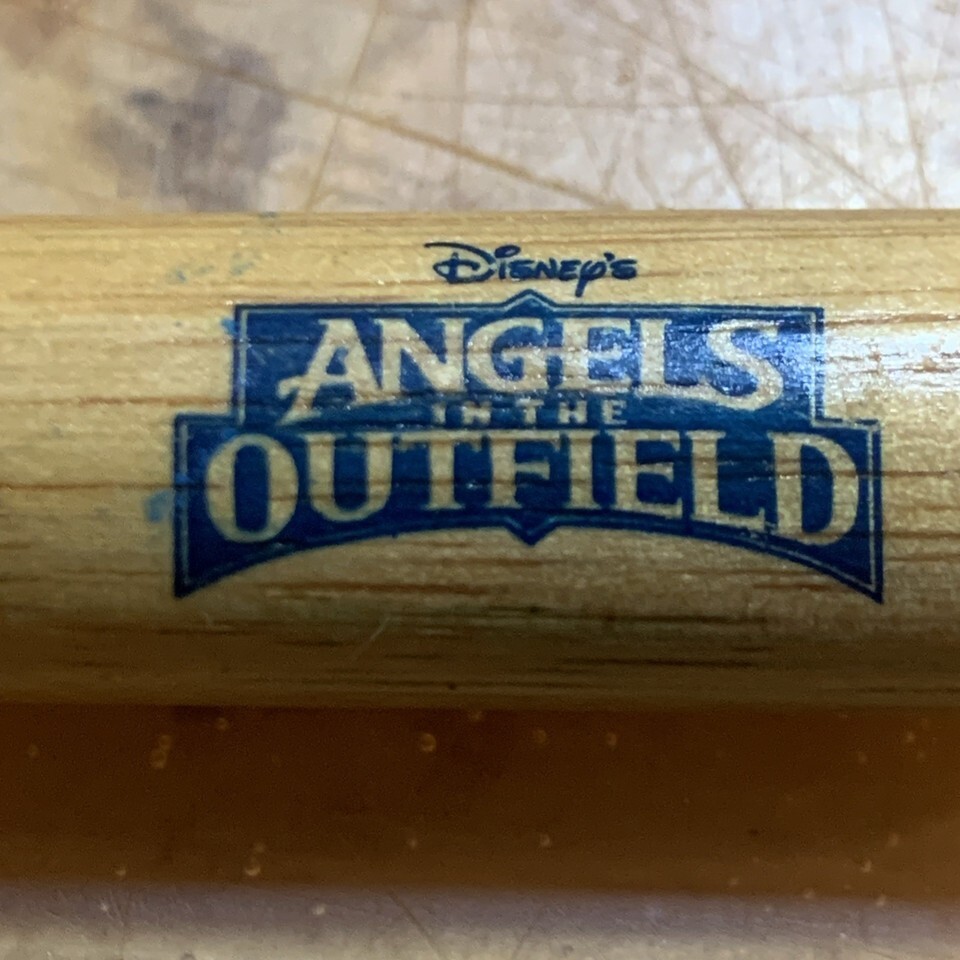 Disney's
ANGELS
IN THE
OUTFIELD